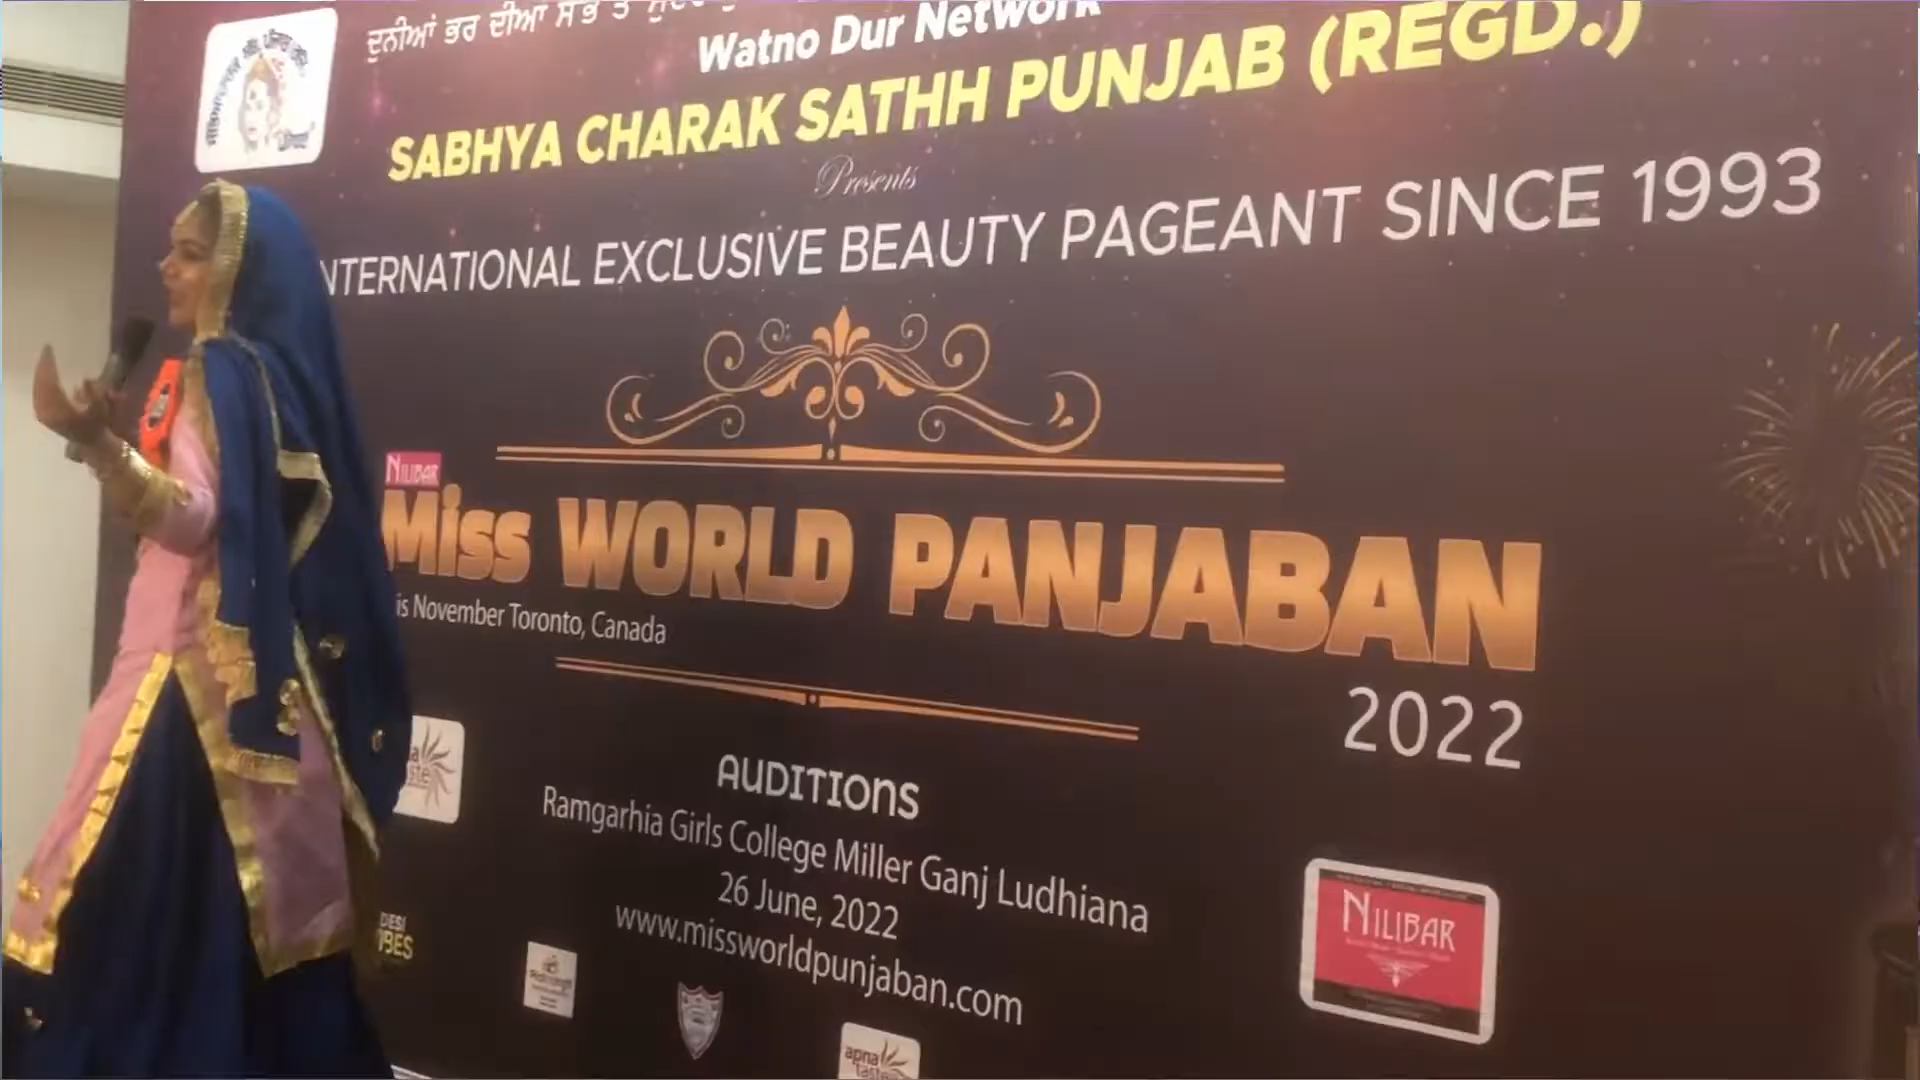 ਦੁਨੀਆਂ ਭਰ ਦੀਆਂ
Watno Dur Network
SABHYA CHARAK SATHH PUNJAB (REGD.)
Presents
NTERNATIONAL EXCLUSIVE BEAUTY PAGEANT SINCE 1993
NILIBAR
Miss WORLD PANJABAN
is November Toronto, Canada
2022
AUDITIONS
Ramgarhia Girls College Miller Ganj Ludhiana
26 June, 2022
www.missworldpunjaban.com
DESI
NILIBAR
apna
taste